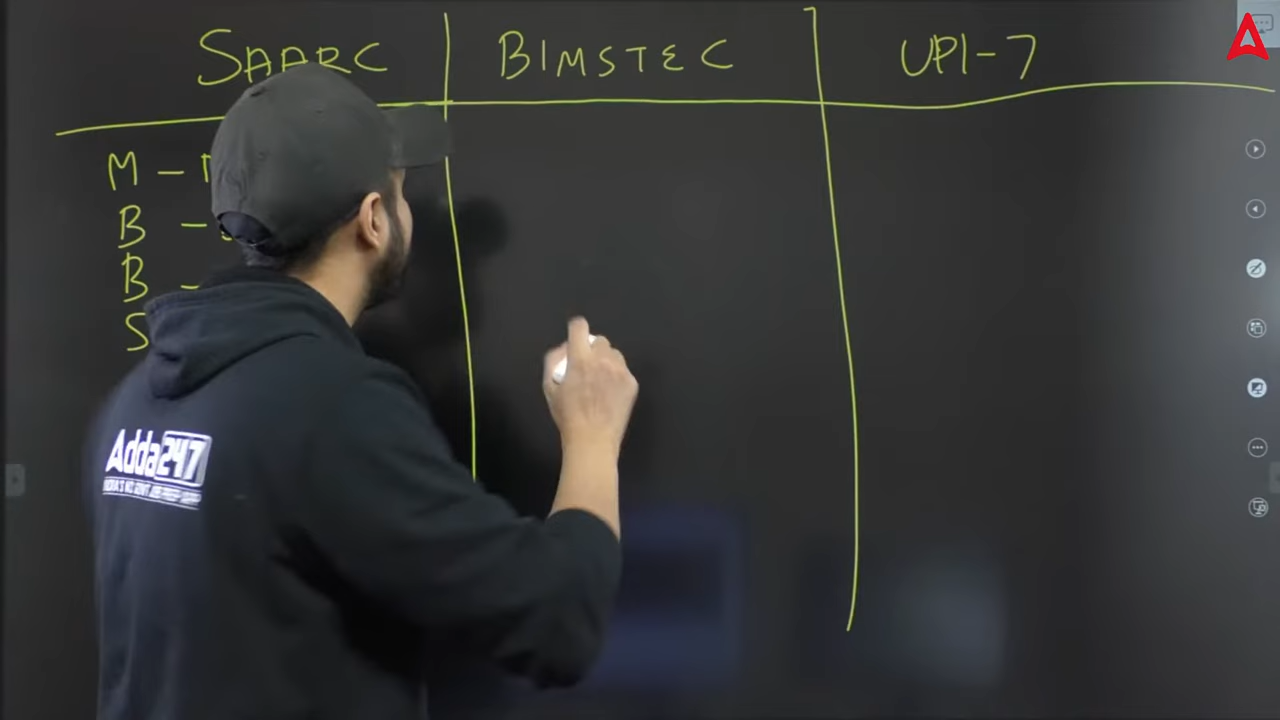 SAARC BIMSTEC UPI-7
M -
B -
B -
S
Adda247